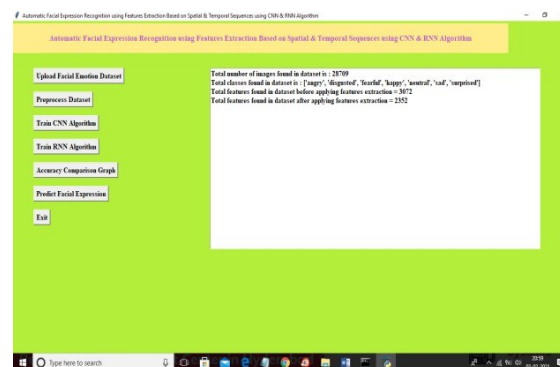 Automatic Facial Expression Recognition using Features Extraction Based on Spatial & Temporal Sequences using CNN & RNN Algorithm
Automatic Facial Expression Recognition using Features Extraction Based on Spatial & Temporal Sequences using CNN & RNN Algorithm
Upload Facial Emotion Dataset
Preprocess Dataset
Train CNN Algorithm
Train RNN Algorithm
Accuracy Comparison Graph
Predict Facial Expression
Exit
Total number of images found in dataset is : 28709
Total classes found in dataset is : ['angry', 'disgusted', 'fearful', 'happy', 'neutral', 'sad', 'surprised']
Total features found in dataset before applying features extraction = 3072
Total features found in dataset after applying features extraction = 2352
Type here to search
20:59